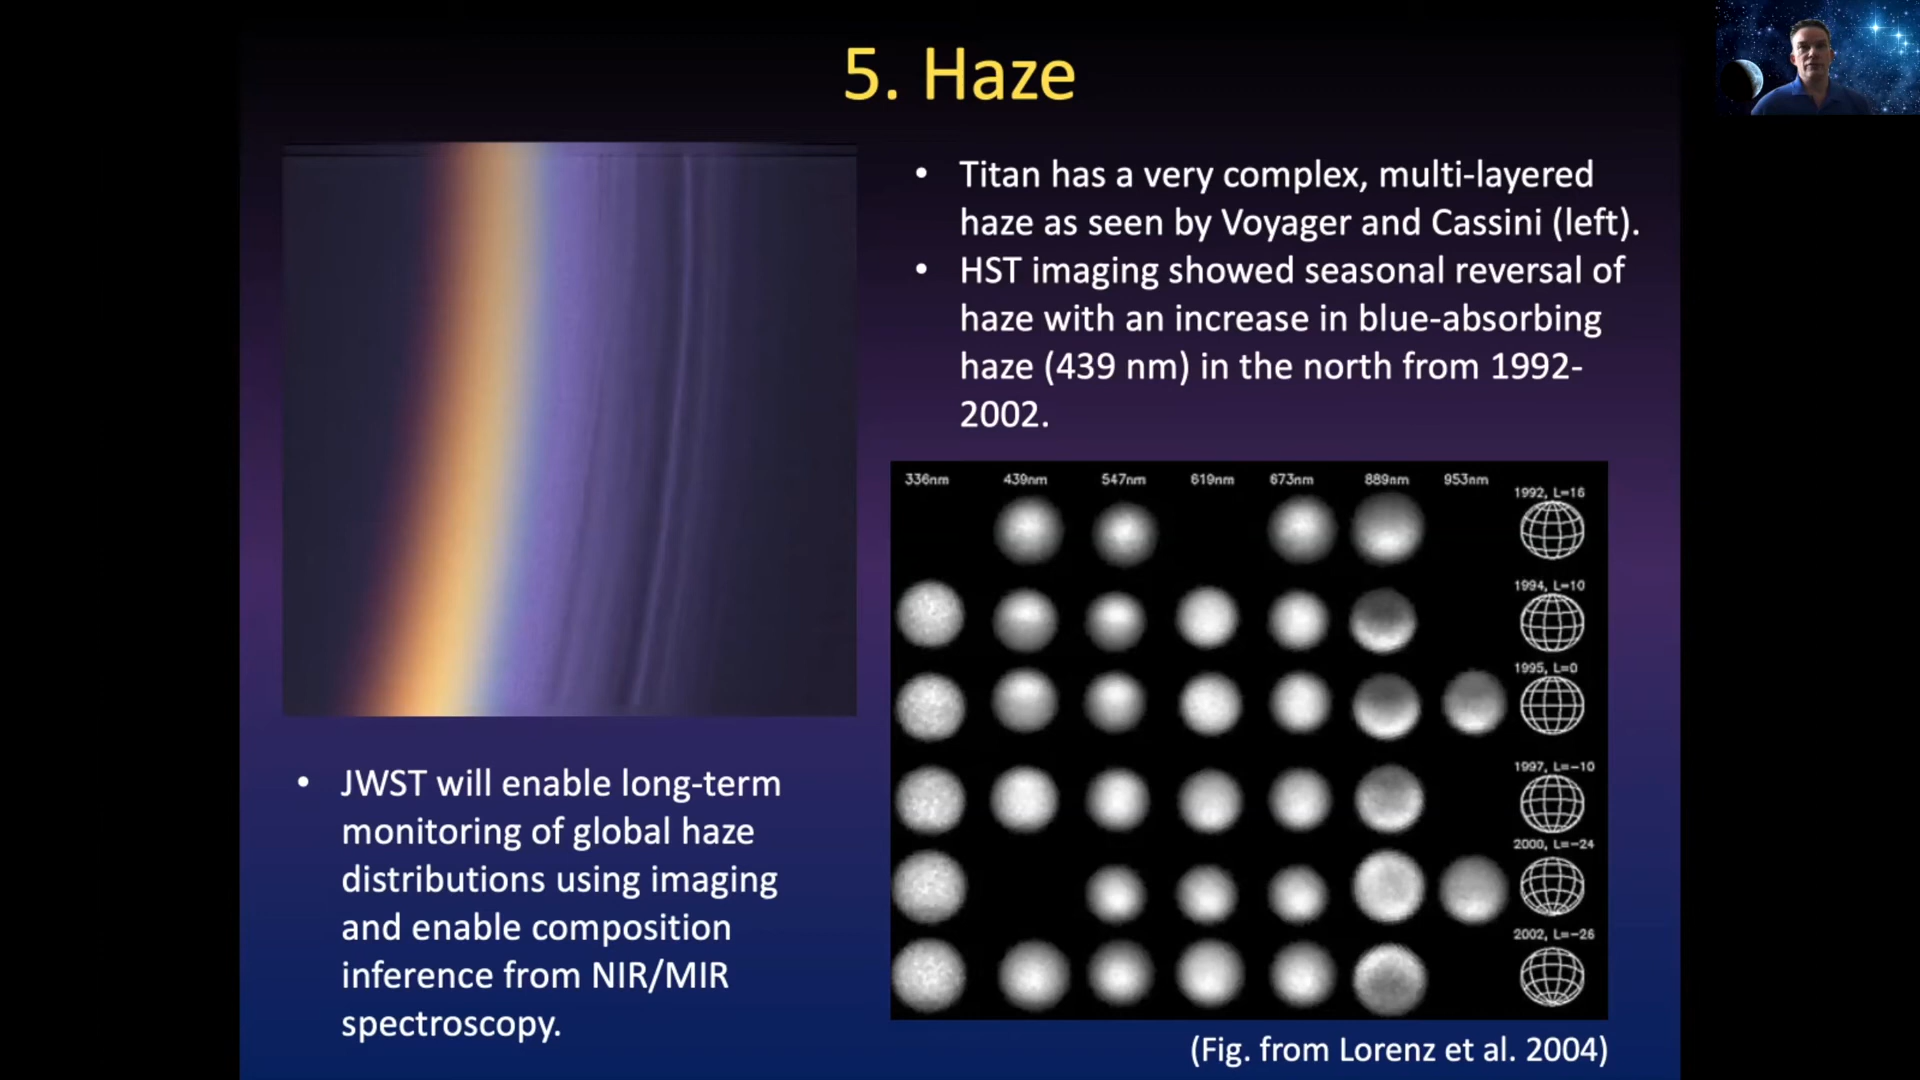 5. Haze
• Titan has a very complex, multi-layered
haze as seen by Voyager and Cassini (left).
• HST imaging showed seasonal reversal of
haze with an increase in blue-absorbing
haze (439 nm) in the north from 1992-
2002.
336nm 439nm 547nm 619nm 673nm 889nm 953nm
1992, L=16
1994, L=10
1995, L=0
1997, L=-10
2000, L=-24
2002, L=-26
(Fig. from Lorenz et al. 2004)
• JWST will enable long-term
monitoring of global haze
distributions using imaging
and enable composition
inference from NIR/MIR
spectroscopy.